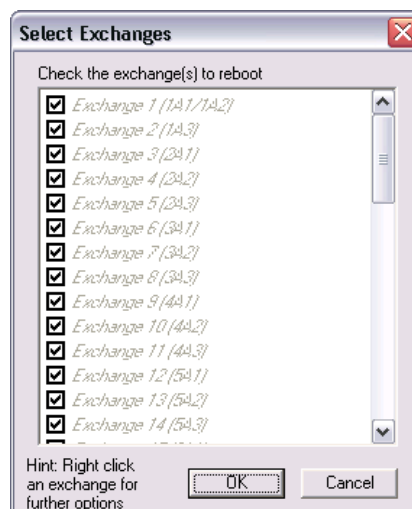 Select Exchanges
Check the exchange(s) to reboot
Exchange 1 (1A1/1A2)
Exchange 2 (1A3)
Exchange 3 (2A1)
Exchange 4 (2A2)
Exchange 5 (2A3)
Exchange 6 (3A1)
Exchange 7 (3A2)
Exchange 8 (3A3)
Exchange 9 (4A1)
Exchange 10 (4A2)
Exchange 11 (4A3)
Exchange 12 (5A1)
Exchange 13 (5A2)
Exchange 14 (5A3)
Hint: Right click
an exchange for
further options
OK
Cancel